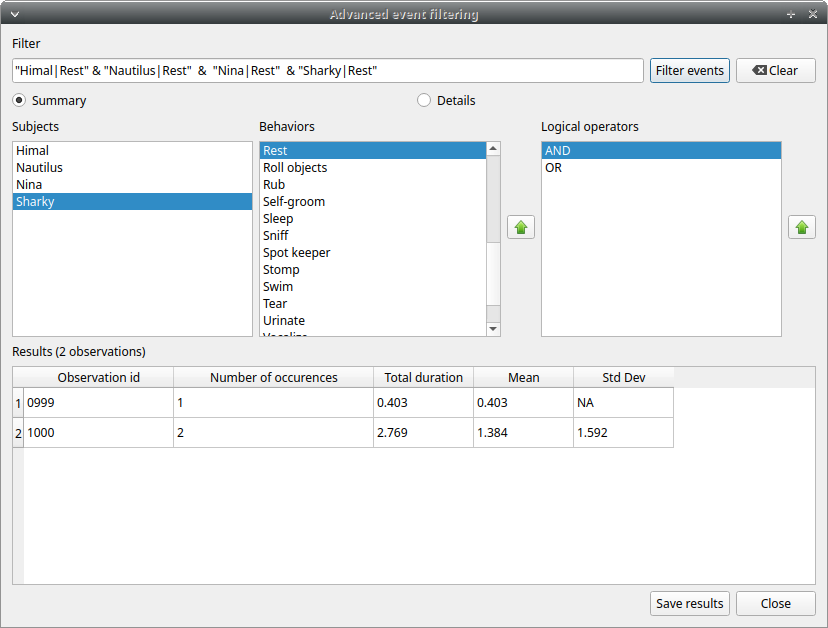 Advanced event filtering
Filter
"Himal|Rest" & "Nautilus|Rest"  &  "Nina|Rest"  & "Sharky|Rest"
Filter events
Clear
Summary
Details
Subjects
Behaviors
Logical operators
Himal
Nautilus
Nina
Sharky
Rest
Roll objects
Rub
Self-groom
Sleep
Sniff
Spot keeper
Stomp
Swim
Tear
Urinate
AND
OR
Results (2 observations)
Observation id Number of occurences Total duration Mean Std Dev
1 0999 1 0.403 0.403 NA
2 1000 2 2.769 1.384 1.592
Save results
Close